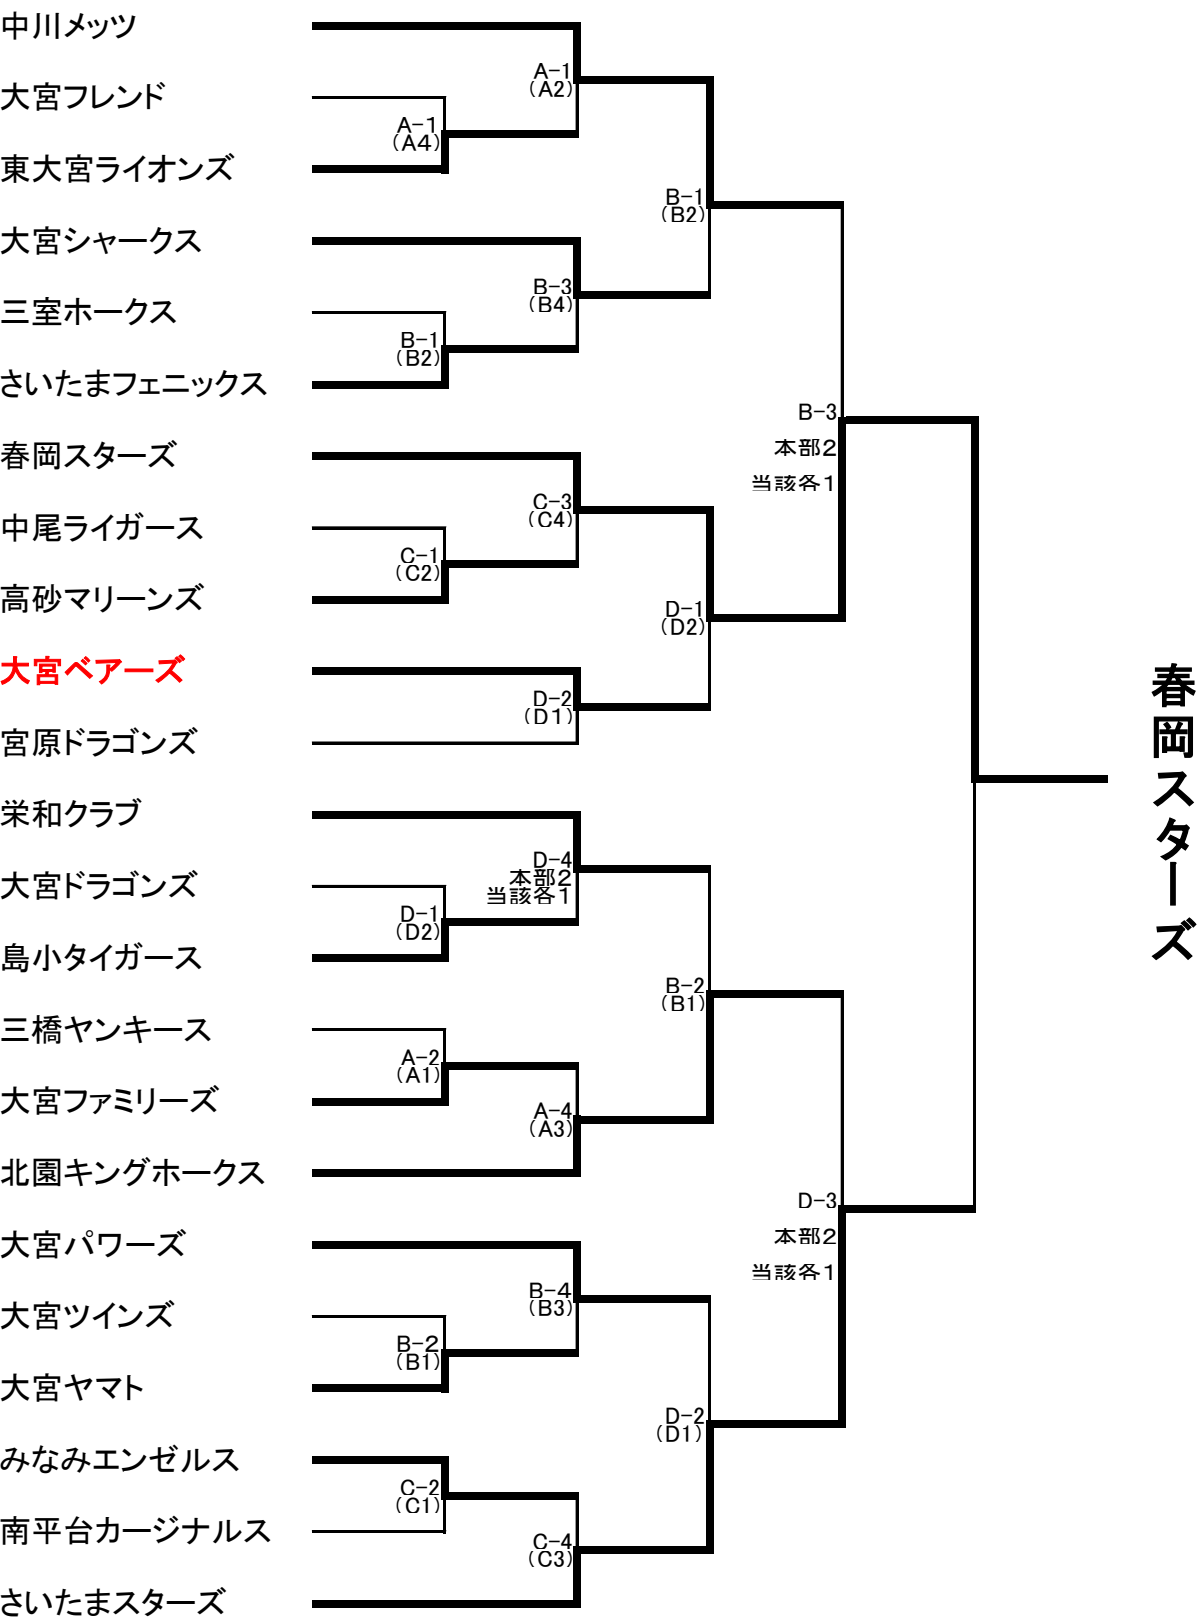 中川メッツ
大宮フレンド
東大宮ライオンズ
大宮シャークス
三室ホークス
さいたまフェニックス
春岡スターズ
中尾ライガース
高砂マリーンズ
大宮ベアーズ
宮原ドラゴンズ
栄和クラブ
大宮ドラゴンズ
島小タイガース
三橋ヤンキース
大宮ファミリーズ
北園キングホークス
大宮パワーズ
大宮ツインズ
大宮ヤマト
みなみエンゼルス
南平台カージナルス
さいたまスターズ
A-1
(A4)
B-1
(B2)
C-1
(C2)
D-1
(D2)
A-2
(A1)
B-2
(B1)
C-2
(C1)
A-1
(A2)
B-3
(B4)
C-3
(C4)
D-2
(D1)
D-4
本部2
当該各1
A-4
(A3)
B-4
(B3)
C-4
(C3)
B-1
(B2)
D-1
(D2)
B-2
(B1)
D-2
(D1)
B-3
本部2
当該各1
D-3
本部2
当該各1
春岡スターズ